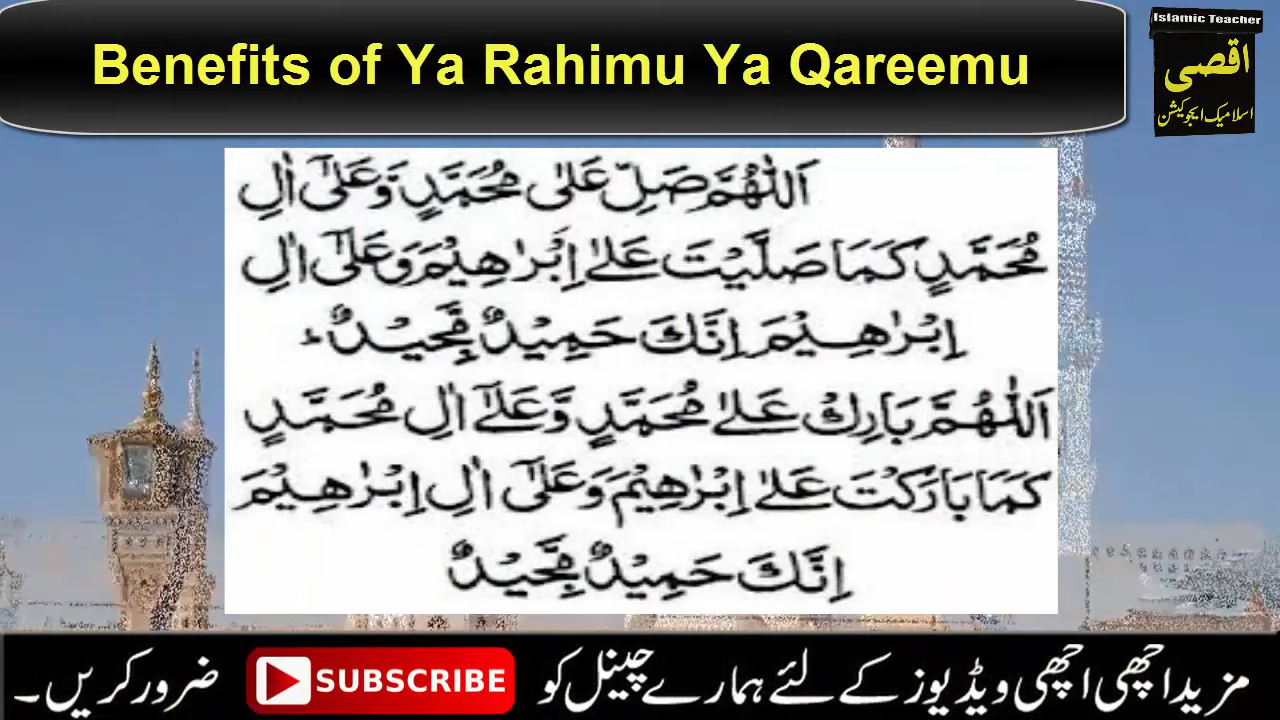 Benefits of Ya Rahimu Ya Qareemu
Islamic Teacher
اقصی
اسلامیک ایجوکیشن
اَللّٰهُمَّ صَلِّ عَلٰى مُحَمَّدٍ وَّعَلٰٓى اٰلِ
مُحَمَّدٍ كَمَا صَلَّيْتَ عَلٰى اِبْرٰهِيْمَ وَعَلٰٓى اٰلِ
اِبْرٰهِيْمَ اِنَّكَ حَمِيْدٌ مَّجِيْدٌ ؕ
اَللّٰهُمَّ بَارِكْ عَلٰى مُحَمَّدٍ وَّعَلٰٓى اٰلِ مُحَمَّدٍ
كَمَا بَارَكْتَ عَلٰى اِبْرٰهِيْمَ وَعَلٰٓى اٰلِ اِبْرٰهِيْمَ
اِنَّكَ حَمِيْدٌ مَّجِيْدٌ
مزید اچھی اچھی ویڈیوز کے لئے ہمارے چینل کو SUBSCRIBE ضرور کریں۔